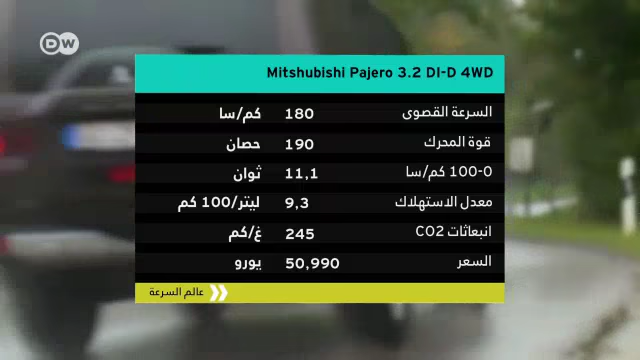 DW
Mitshubishi Pajero 3.2 DI-D 4WD
السرعة القصوى 180 كم/سا
قوة المحرك 190 حصان
0-100 كم/سا 11,1 ثوان
معدل الاستهلاك 9,3 ليتر/100 كم
انبعاثات CO2 245 غ/كم
السعر 50,990 يورو
عالم السرعة